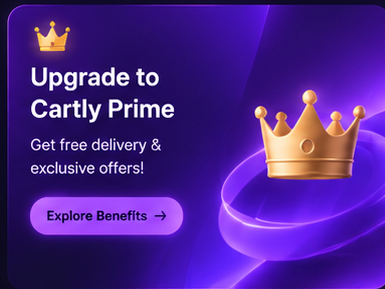 Upgrade to
Cartly Prime
Get free delivery &
exclusive offers!
Explore Benefits →